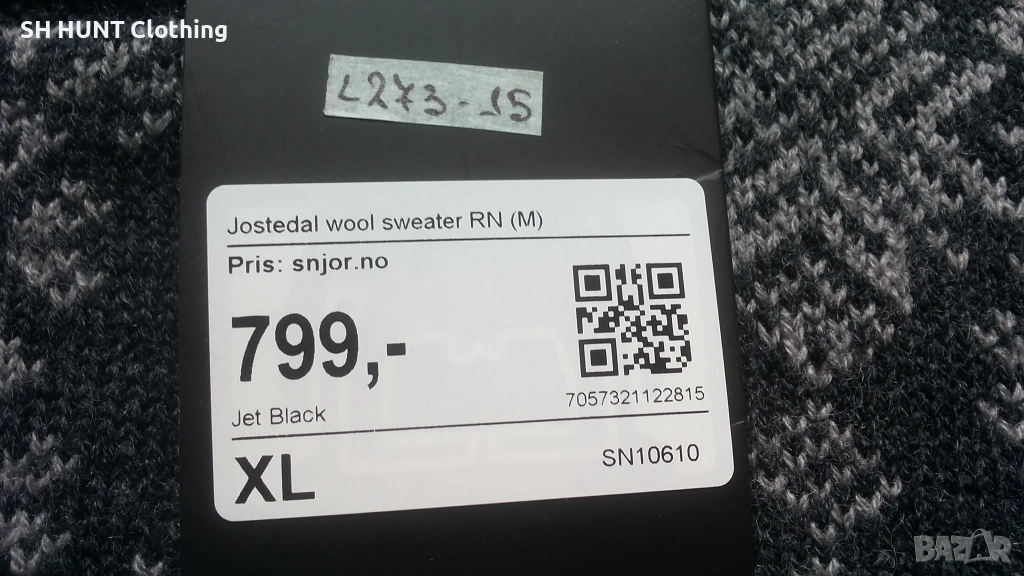 SH HUNT Clothing
L273-15
Jostedal wool sweater RN (M)
Pris: snjor.no
799,-
7057321122815
Jet Black
XL
SN10610
BAZAR